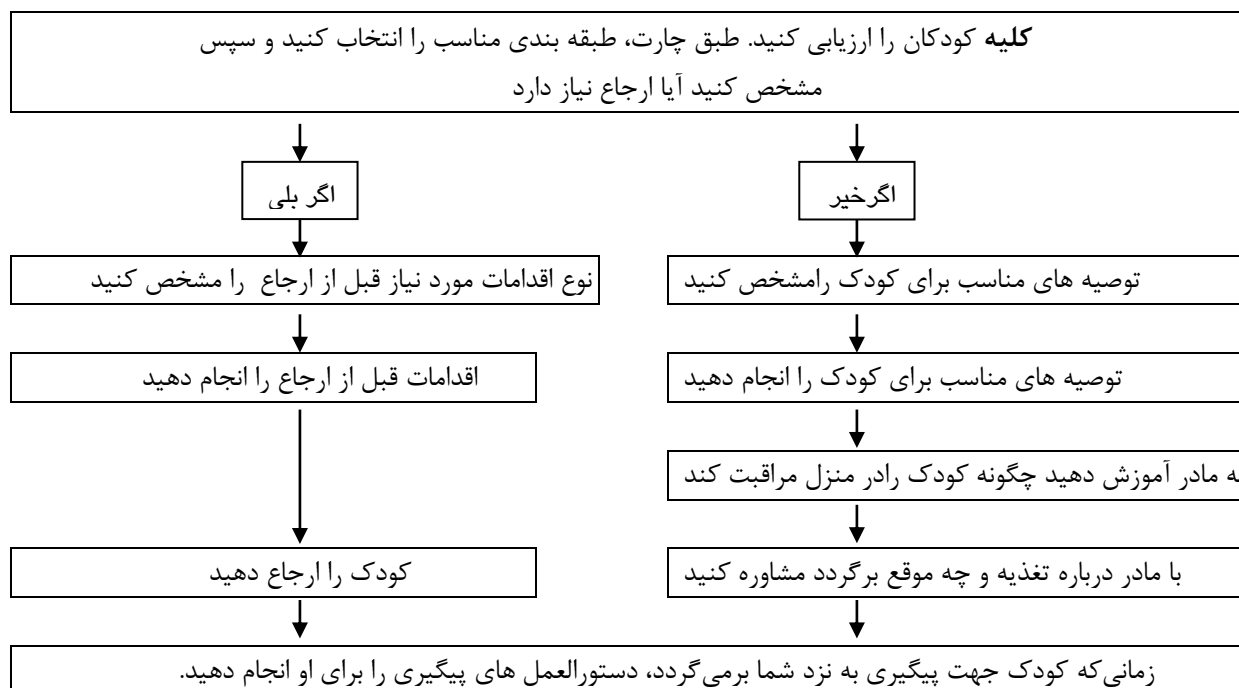 کلیه کودکان را ارزیابی کنید. طبق چارت، طبقه بندی مناسب را انتخاب کنید و سپس
مشخص کنید آیا ارجاع نیاز دارد
اگرخیر
اگر بلی
توصیه های مناسب برای کودک رامشخص کنید
نوع اقدامات مورد نیاز قبل از ارجاع را مشخص کنید
توصیه های مناسب برای کودک را انجام دهید
اقدامات قبل از ارجاع را انجام دهید
مادر آموزش دهید چگونه کودک رادر منزل مراقبت کند
با مادر درباره تغذیه و چه موقع برگردد مشاوره کنید
کودک را ارجاع دهید
زمانی‌که کودک جهت پیگیری به نزد شما برمی‌گردد، دستورالعمل های پیگیری را برای او انجام دهید.